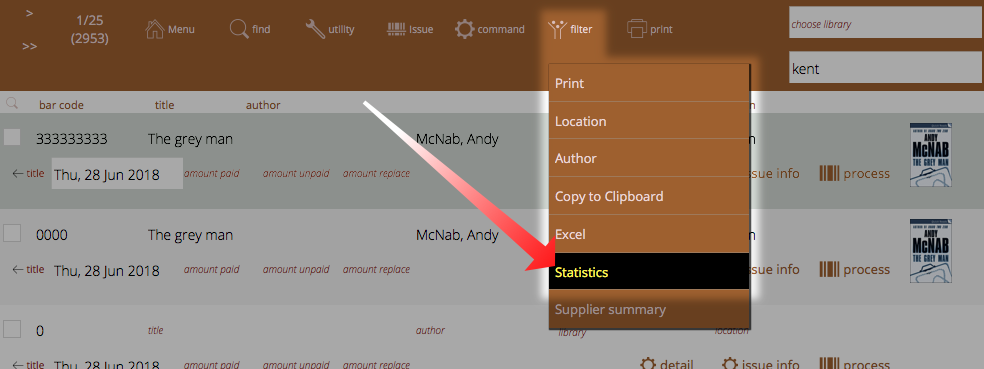 >
1/25
(2953)
>>
Menu
find
utility
Issue
command
filter
print
choose library
kent
bar code title author n
Print
Location
Author
Copy to Clipboard
Excel
Statistics
Supplier summary
333333333 The grey man McNab, Andy n
← title Thu, 28 Jun 2018 amount paid amount unpaid amount replace sue info process
ANDY
McNAB
THE GREY MAN
0000 The grey man McNab, Andy
← title Thu, 28 Jun 2018 amount paid amount unpaid amount replace sue info process
ANDY
McNAB
THE GREY MAN
0 title author library location
← title Thu, 28 Jun 2018 amount paid amount unpaid amount replace detail issue info process